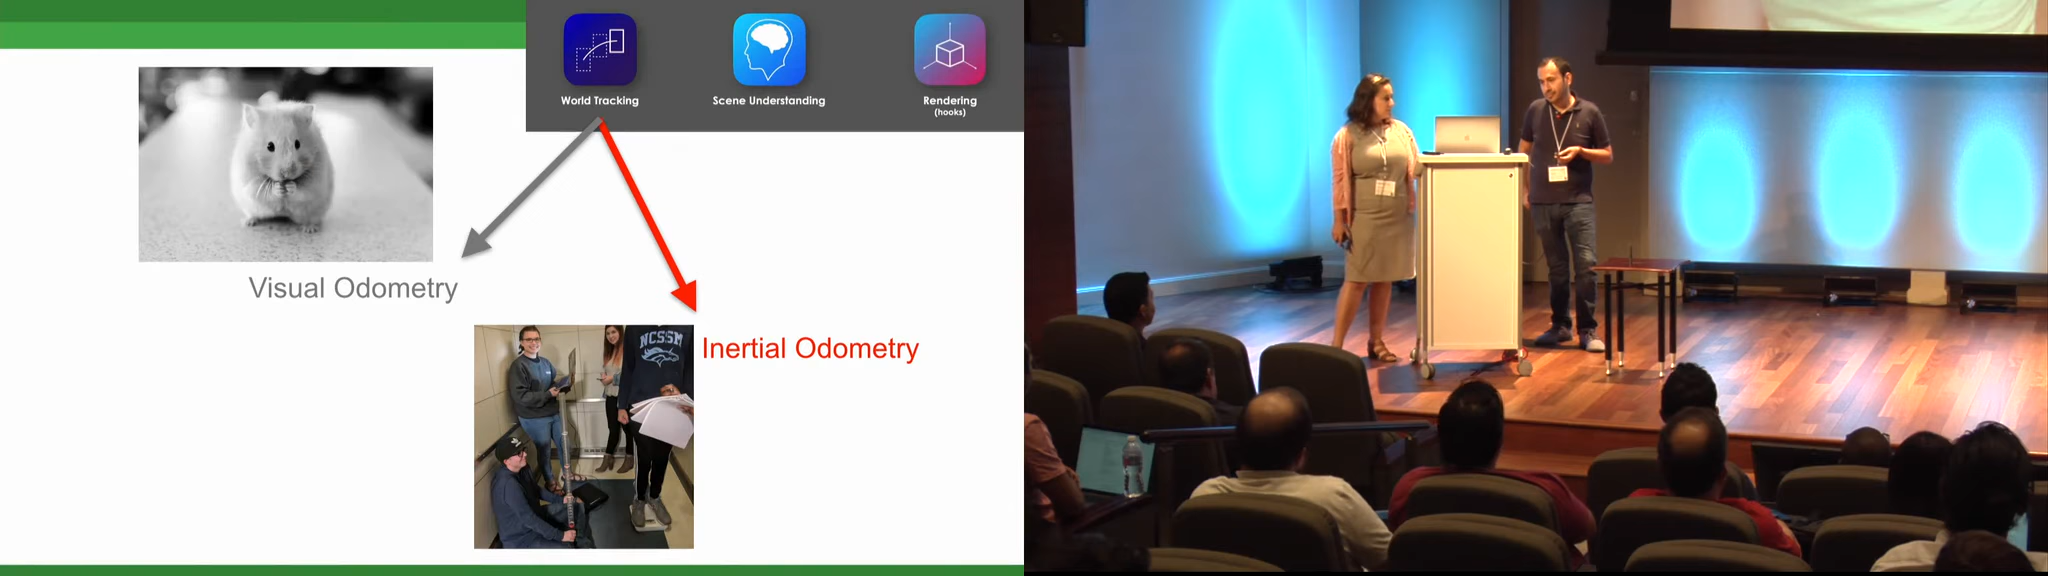 World Tracking
Scene Understanding
Rendering
(hooks)
Visual Odometry
NCSSM
Inertial Odometry